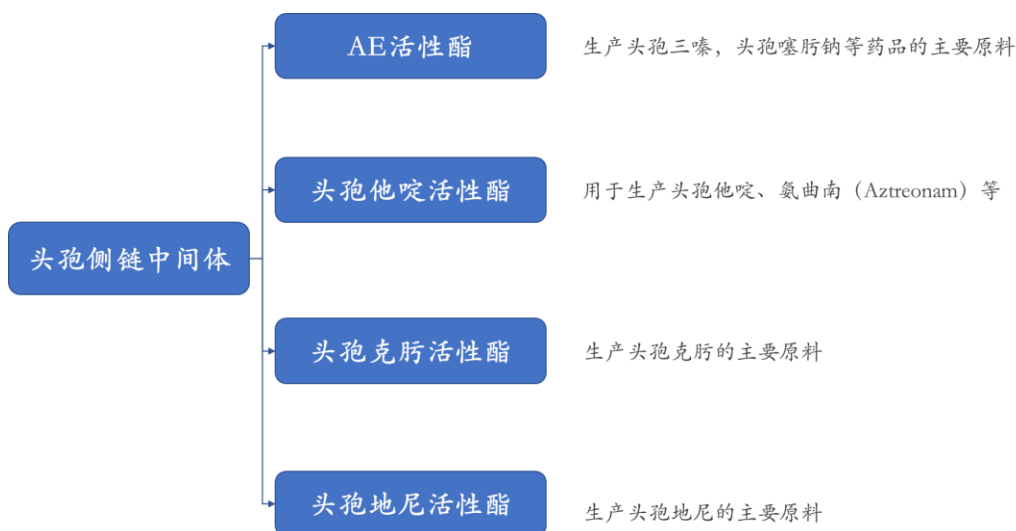 AE活性酯
生产头孢三嗪，头孢噻肟钠等药品的主要原料
头孢他啶活性酯
用于生产头孢他啶、氨曲南（Aztreonam）等
头孢侧链中间体
头孢克肟活性酯
生产头孢克肟的主要原料
头孢地尼活性酯
生产头孢地尼的主要原料